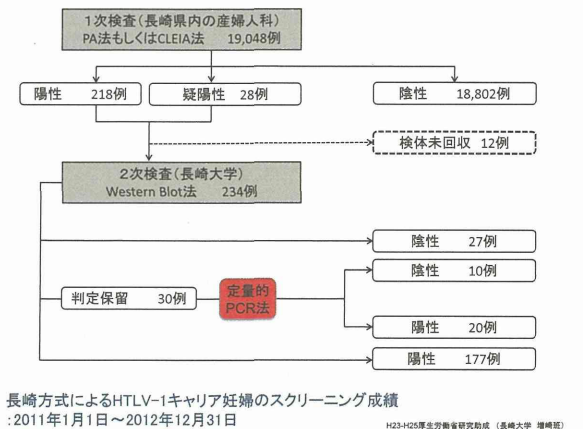 1次検査(長崎県内の産婦人科)
PA法もしくはCLEIA法 19,048例
陽性 218例
疑陽性 28例
陰性 18,802例
検体未回収 12例
2次検査(長崎大学)
Western Blot法 234例
陰性 27例
陰性 10例
判定保留 30例
定量的
PCR法
陽性 20例
陽性 177例
長崎方式によるHTLV-1キャリア妊婦のスクリーニング成績
:2011年1月1日～2012年12月31日
H23-H25厚生労働省研究助成 (長崎大学 増崎班)